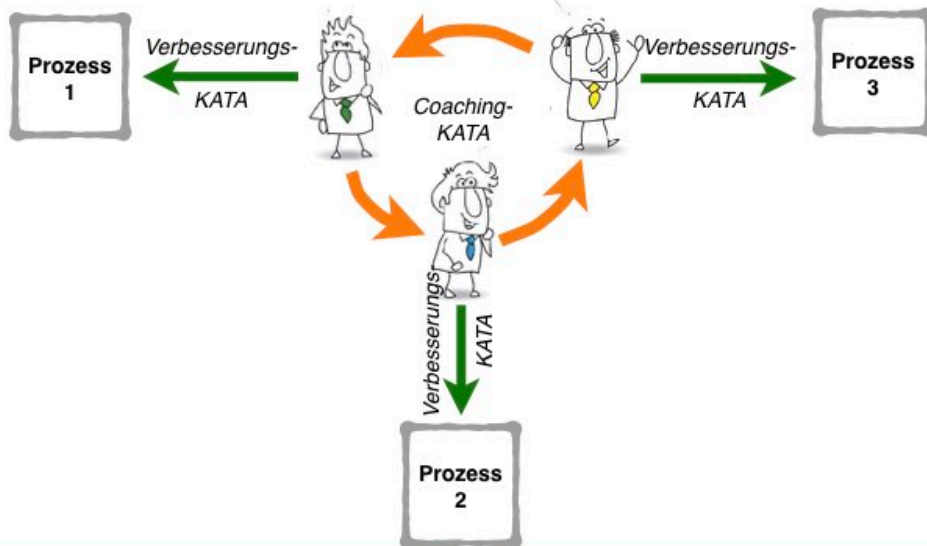 Prozess
1
Verbesserungs-
KATA
Coaching-
KATA
Verbesserungs-
KATA
Prozess
3
Verbesserungs
KATA
Prozess
2